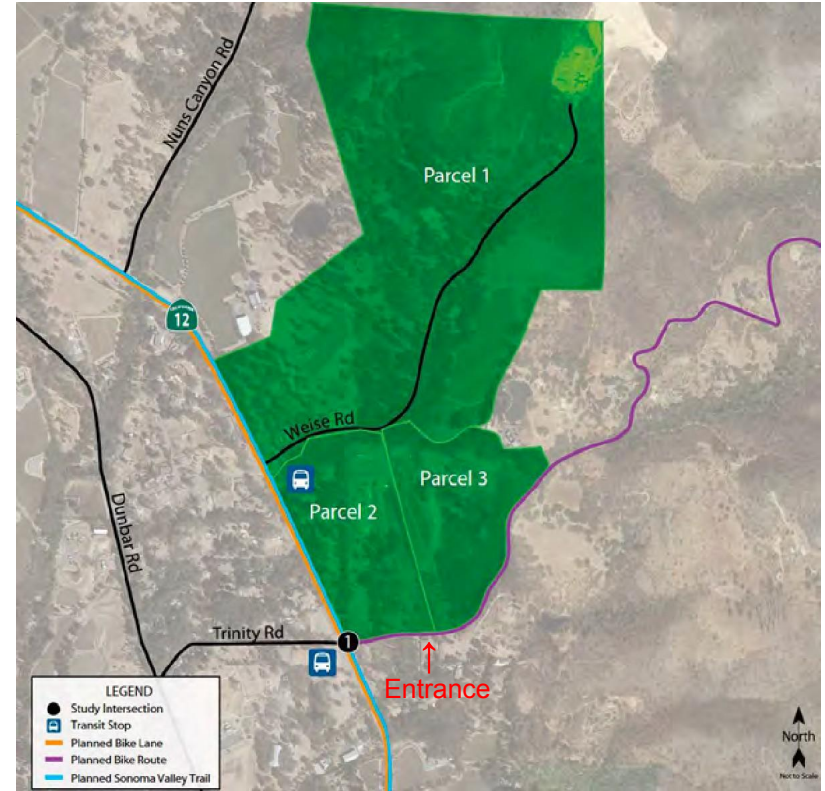 Nuns Canyon Rd
Parcel 1
12
Weise Rd
Parcel 3
Parcel 2
Dunbar Rd
Trinity Rd
1
Entrance
LEGEND
Study Intersection
Transit Stop
Planned Bike Lane
Planned Bike Route
Planned Sonoma Valley Trail
North
Not to Scale